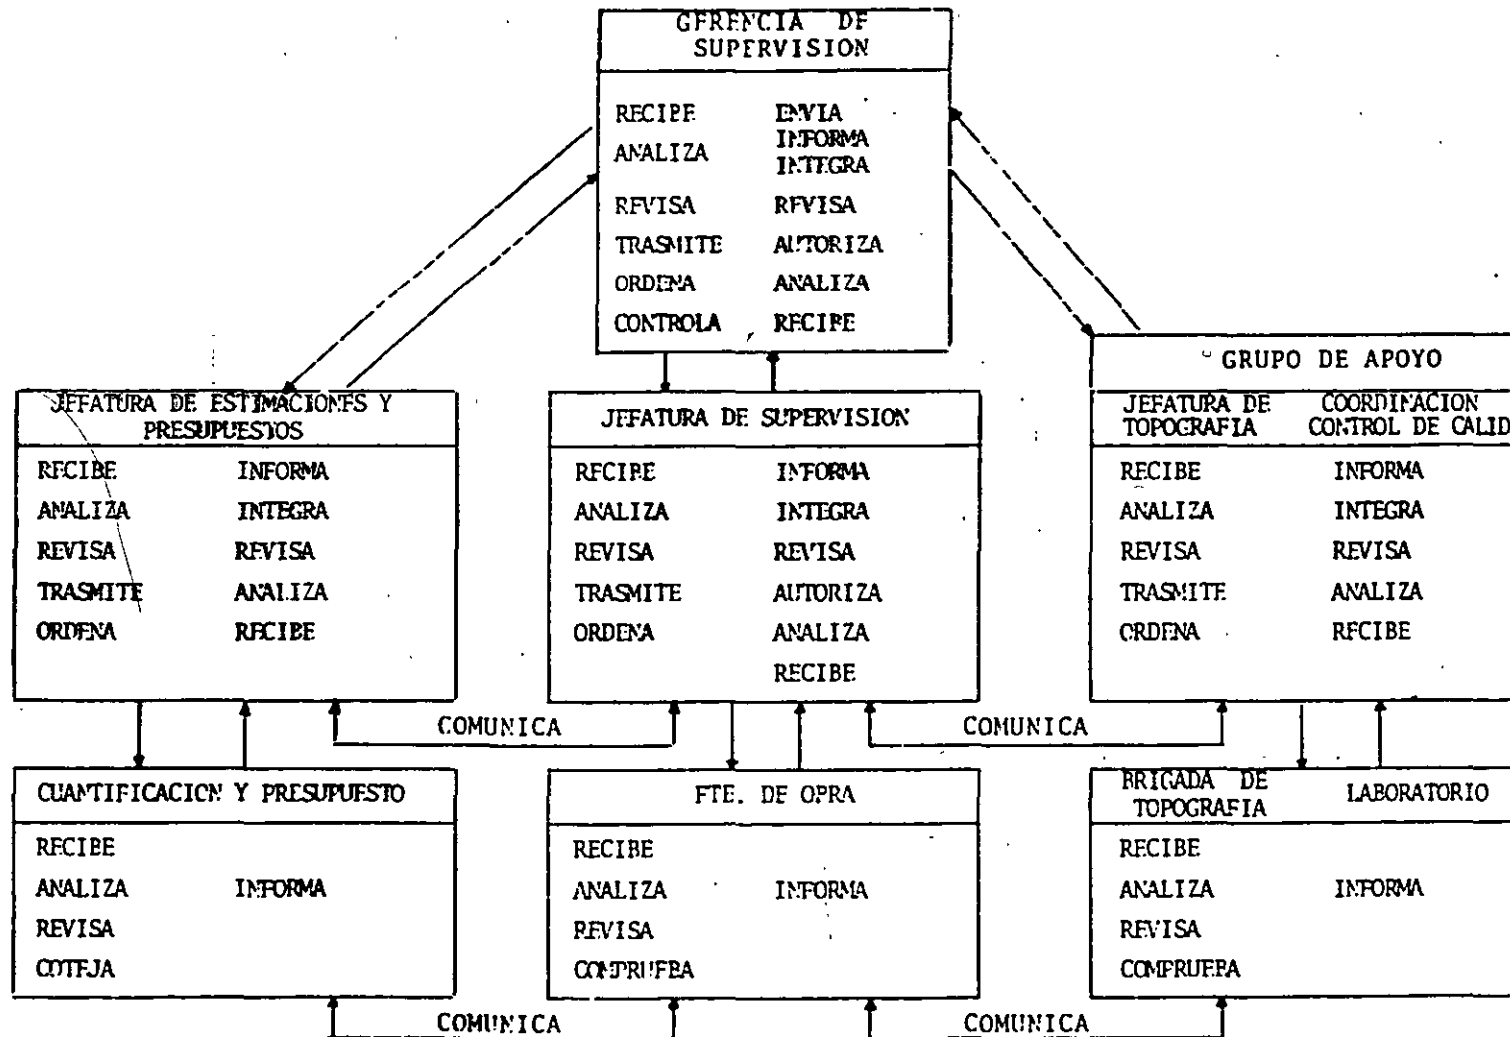 GERENCIA DE
SUPERVISION
RECIBE ENVIA
INFORMA
ANALIZA
INTEGRA
REVISA REVISA
TRASMITE AUTORIZA
ORDENA ANALIZA
CONTROLA RECIBE
GRUPO DE APOYO
JEFATURA DE ESTIMACIONES Y
PRESUPUESTOS
RECIBE INFORMA
ANALIZA INTEGRA
REVISA REVISA
TRASMITE ANALIZA
ORDENA RECIBE
JEFATURA DE SUPERVISION
RECIBE INFORMA
ANALIZA INTEGRA
REVISA REVISA
TRASMITE AUTORIZA
ORDENA ANALIZA
RECIBE
JEFATURA DE COORDINACION
TOPOGRAFIA CONTROL DE CALID
RECIBE INFORMA
ANALIZA INTEGRA
REVISA REVISA
TRASMITE ANALIZA
ORDENA RECIBE
COMUNICA COMUNICA
CUANTIFICACION Y PRESUPUESTO
RECIBE
ANALIZA INFORMA
REVISA
COTEJA
FTE. DE OBRA
RECIBE
ANALIZA INFORMA
REVISA
COMPRUEBA
BRIGADA DE
TOPOGRAFIA LABORATORIO
RECIBE
ANALIZA INFORMA
REVISA
COMPRUEBA
COMUNICA COMUNICA